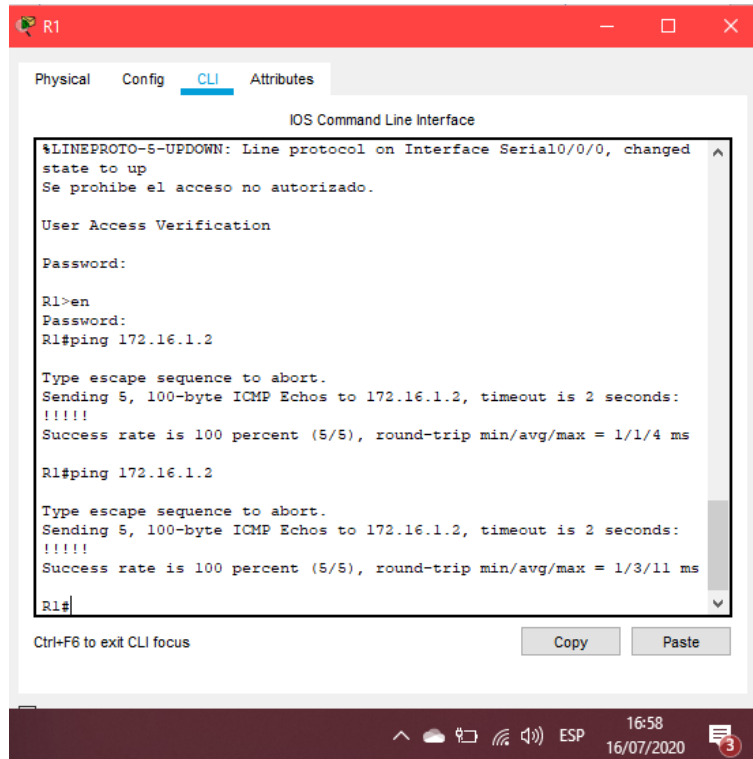 R1
Physical Config CLI Attributes
IOS Command Line Interface
%LINEPROTO-5-UPDOWN: Line protocol on Interface Serial0/0/0, changed
state to up
Se prohibe el acceso no autorizado.
User Access Verification
Password:
R1>en
Password:
R1#ping 172.16.1.2
Type escape sequence to abort.
Sending 5, 100-byte ICMP Echos to 172.16.1.2, timeout is 2 seconds:
!!!!!
Success rate is 100 percent (5/5), round-trip min/avg/max = 1/1/4 ms
R1#ping 172.16.1.2
Type escape sequence to abort.
Sending 5, 100-byte ICMP Echos to 172.16.1.2, timeout is 2 seconds:
!!!!!
Success rate is 100 percent (5/5), round-trip min/avg/max = 1/3/11 ms
R1#
Ctrl+F6 to exit CLI focus
Copy Paste
ESP
16:58
16/07/2020
3